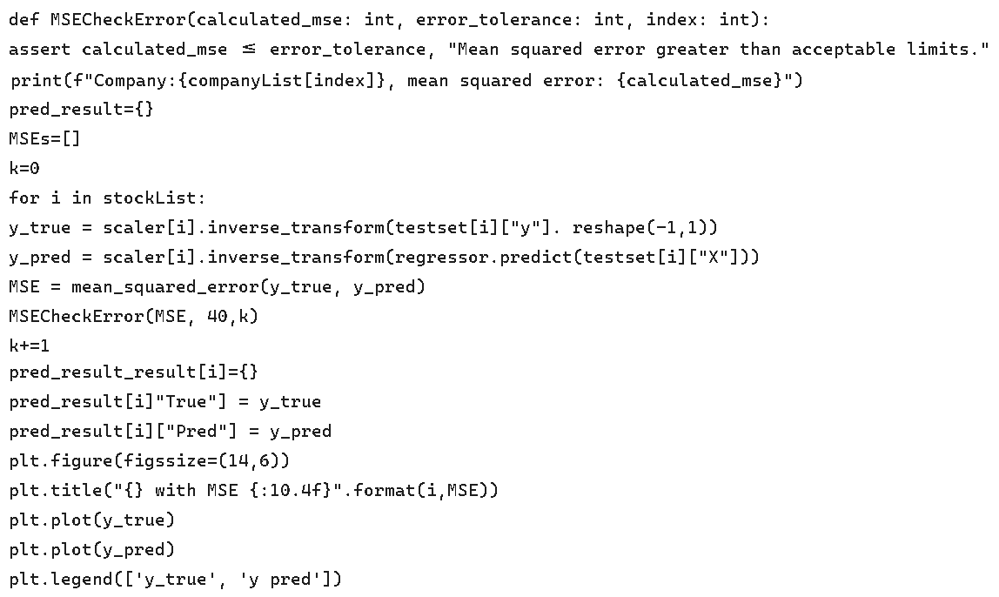 def MSECheckError(calculated_mse: int, error_tolerance: int, index: int):
assert calculated_mse ≤ error_tolerance, "Mean squared error greater than acceptable limits."
print(f"Company:{companyList[index]}, mean squared error: {calculated_mse}")
pred_result={}
MSEs=[]
k=0
for i in stockList:
y_true = scaler[i].inverse_transform(testset[i]["y"]. reshape(-1,1))
y_pred = scaler[i].inverse_transform(regressor.predict(testset[i]["X"]))
MSE = mean_squared_error(y_true, y_pred)
MSECheckError(MSE, 40,k)
k+=1
pred_result_result[i]={}
pred_result[i]"True"] = y_true
pred_result[i]["Pred"] = y_pred
plt.figure(figssize=(14,6))
plt.title("{} with MSE {:10.4f}".format(i,MSE))
plt.plot(y_true)
plt.plot(y_pred)
plt.legend(['y_true', 'y pred'])